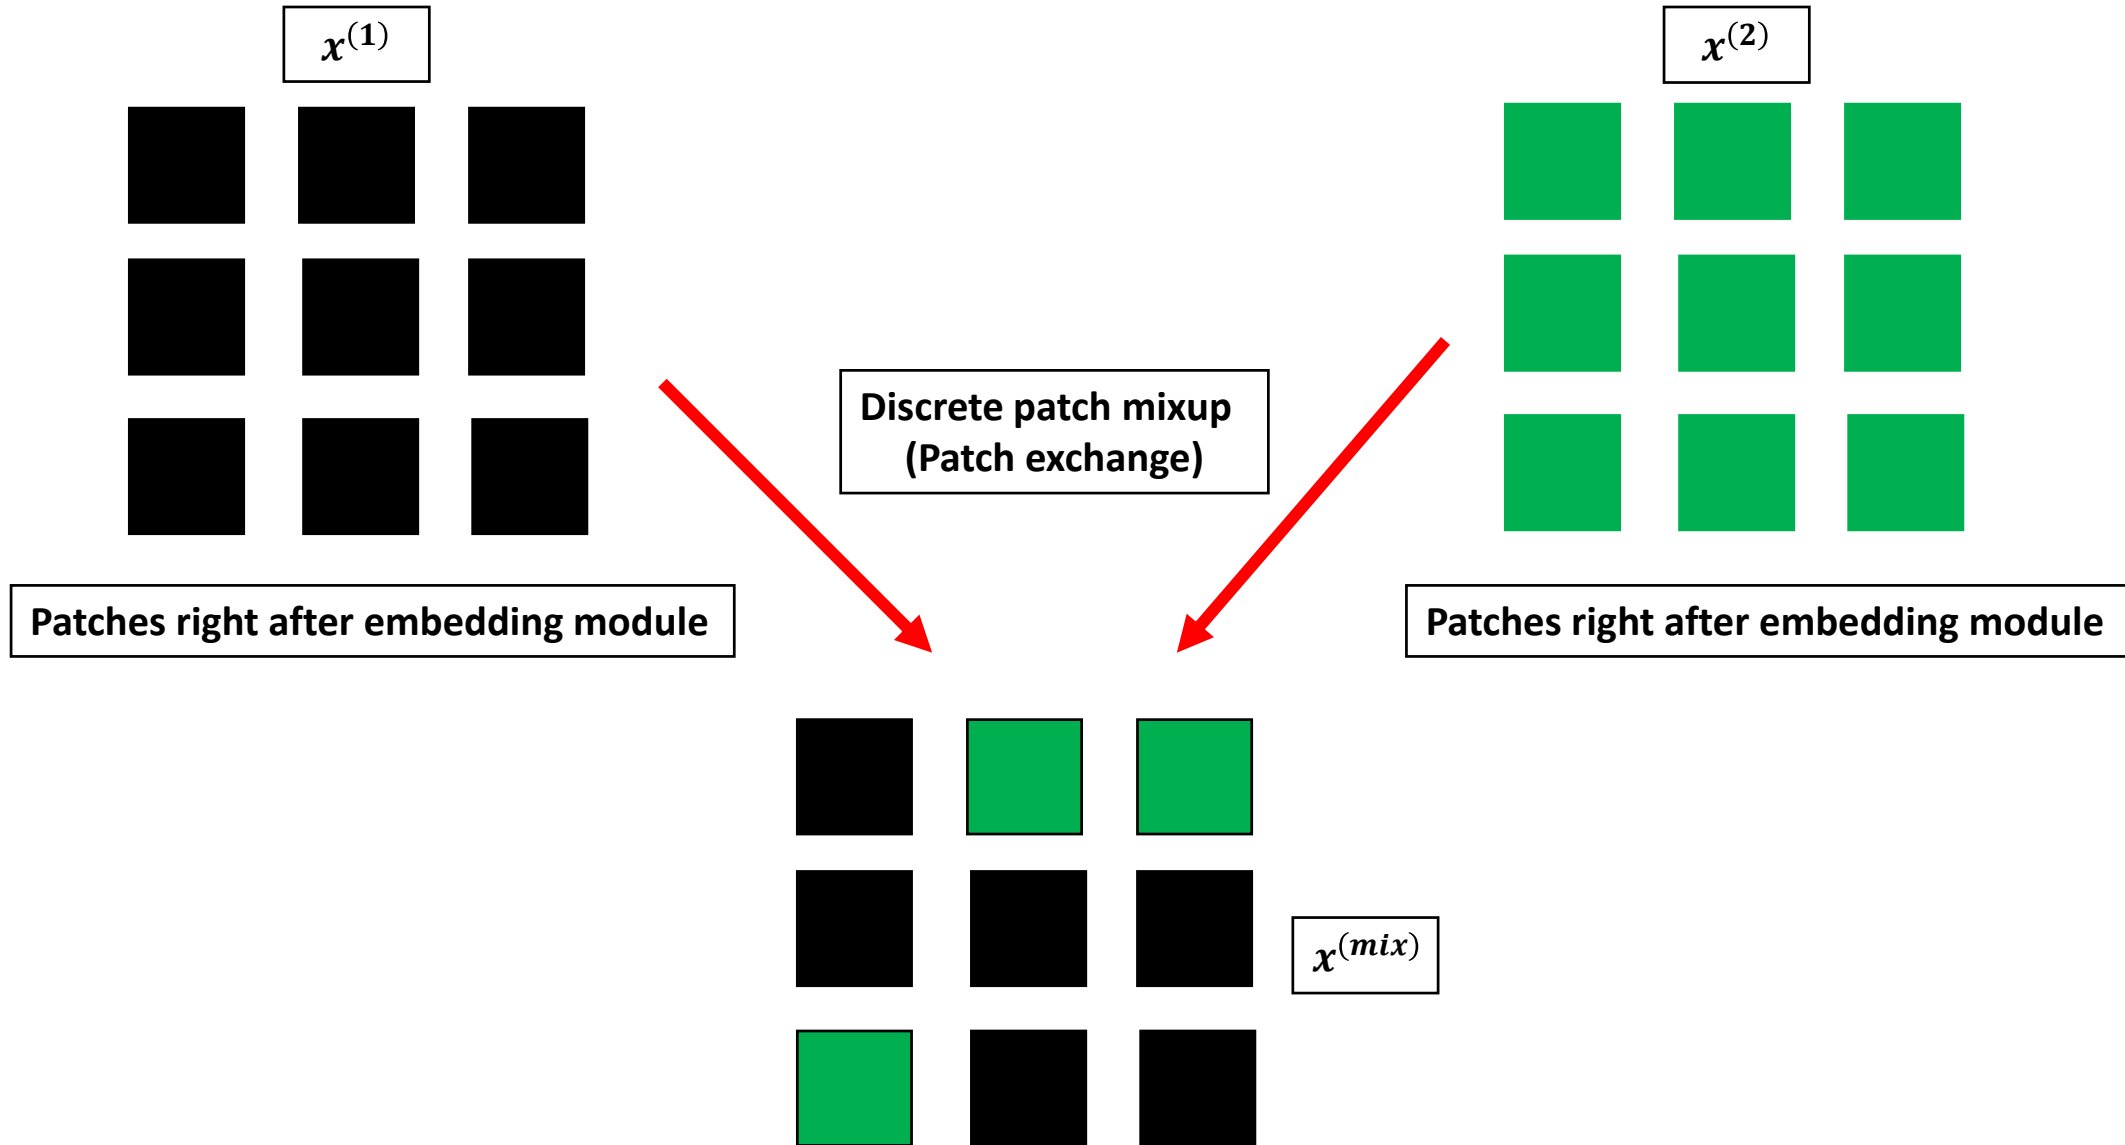 x^(1)
x^(2)
Discrete patch mixup
(Patch exchange)
Patches right after embedding module
Patches right after embedding module
x^(mix)